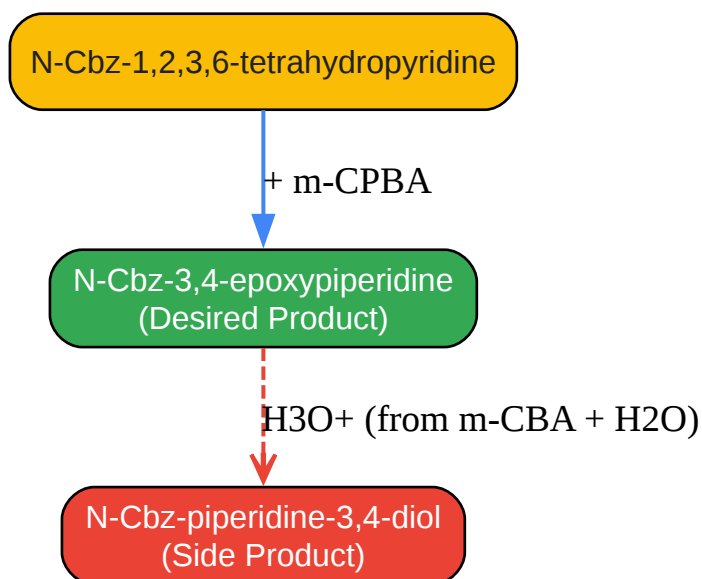 N-Cbz-1,2,3,6-tetrahydropyridine
+ m-CPBA
N-Cbz-3,4-epoxypiperidine
(Desired Product)
H3O+ (from m-CBA + H2O)
N-Cbz-piperidine-3,4-diol
(Side Product)